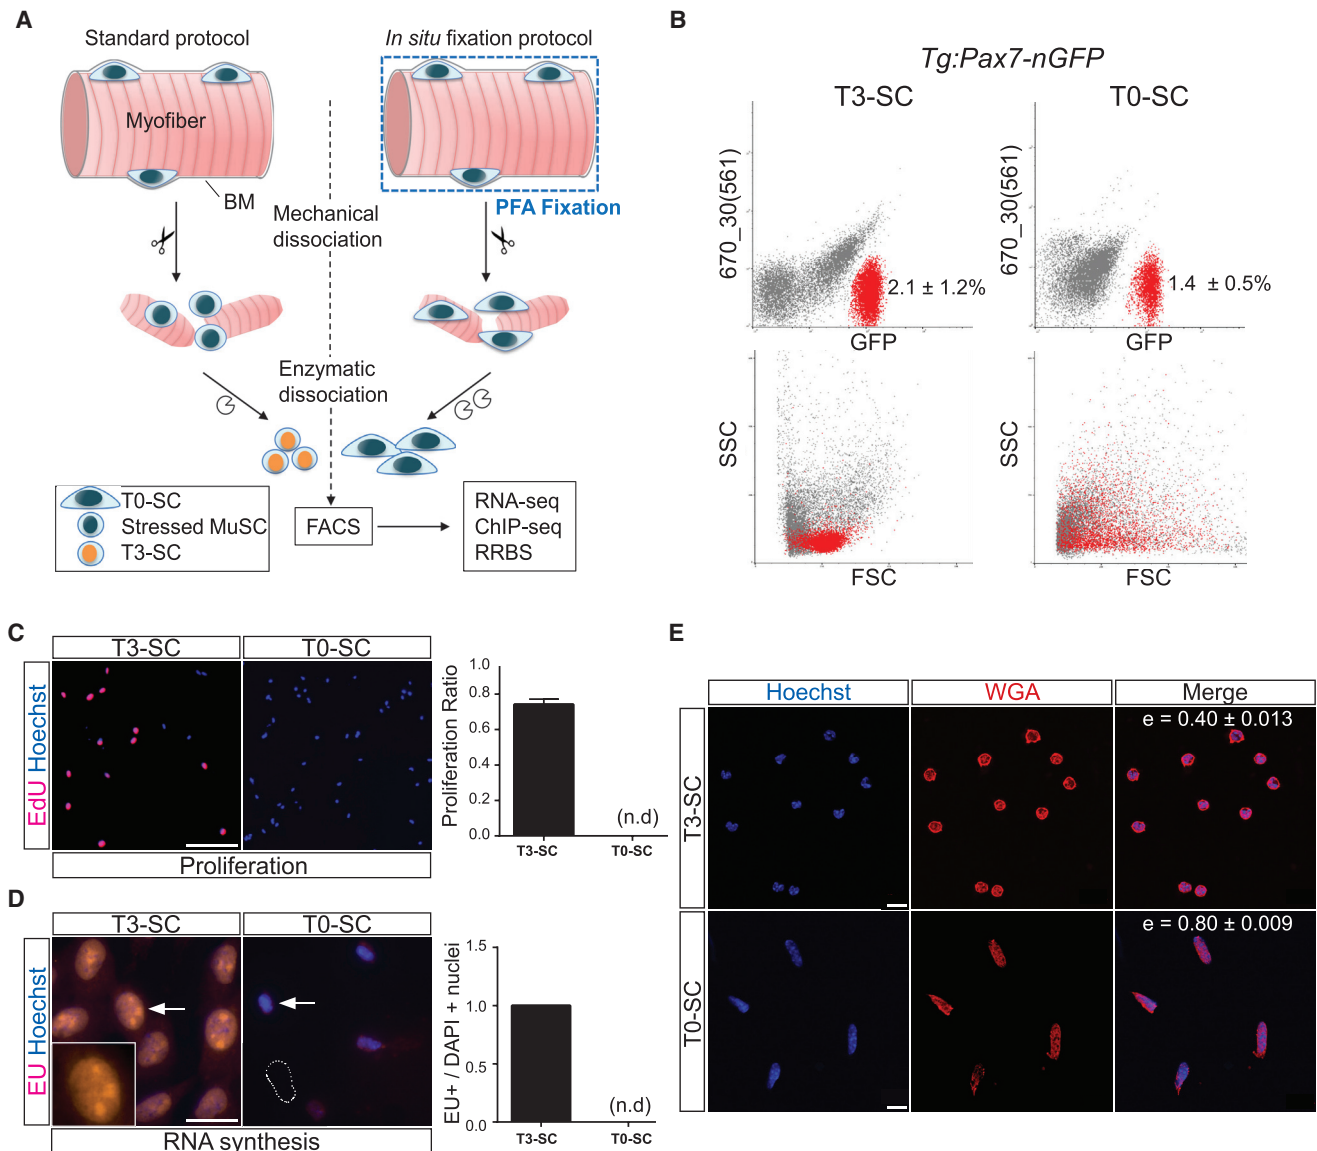 A
Standard protocol
In situ fixation protocol
Myofiber
BM
PFA Fixation
Mechanical
dissociation
Enzymatic
dissociation
T0-SC
Stressed MuSC
T3-SC
FACS
RNA-seq
ChIP-seq
RRBS
B
Tg:Pax7-nGFP
T3-SC
T0-SC
670_30(561)
2.1 ± 1.2%
GFP
670_30(561)
1.4 ± 0.5%
GFP
SSC
FSC
SSC
FSC
C
T3-SC
T0-SC
EdU Hoechst
Proliferation
Proliferation Ratio
1.0
0.8
0.6
0.4
0.2
0.0
(n.d)
T3-SC
T0-SC
D
T3-SC
T0-SC
EU Hoechst
RNA synthesis
EU+ / DAPI + nuclei
1.5
1.0
0.5
0.0
(n.d)
T3-SC
T0-SC
E
Hoechst
WGA
Merge
T3-SC
e = 0.40 ± 0.013
T0-SC
e = 0.80 ± 0.009